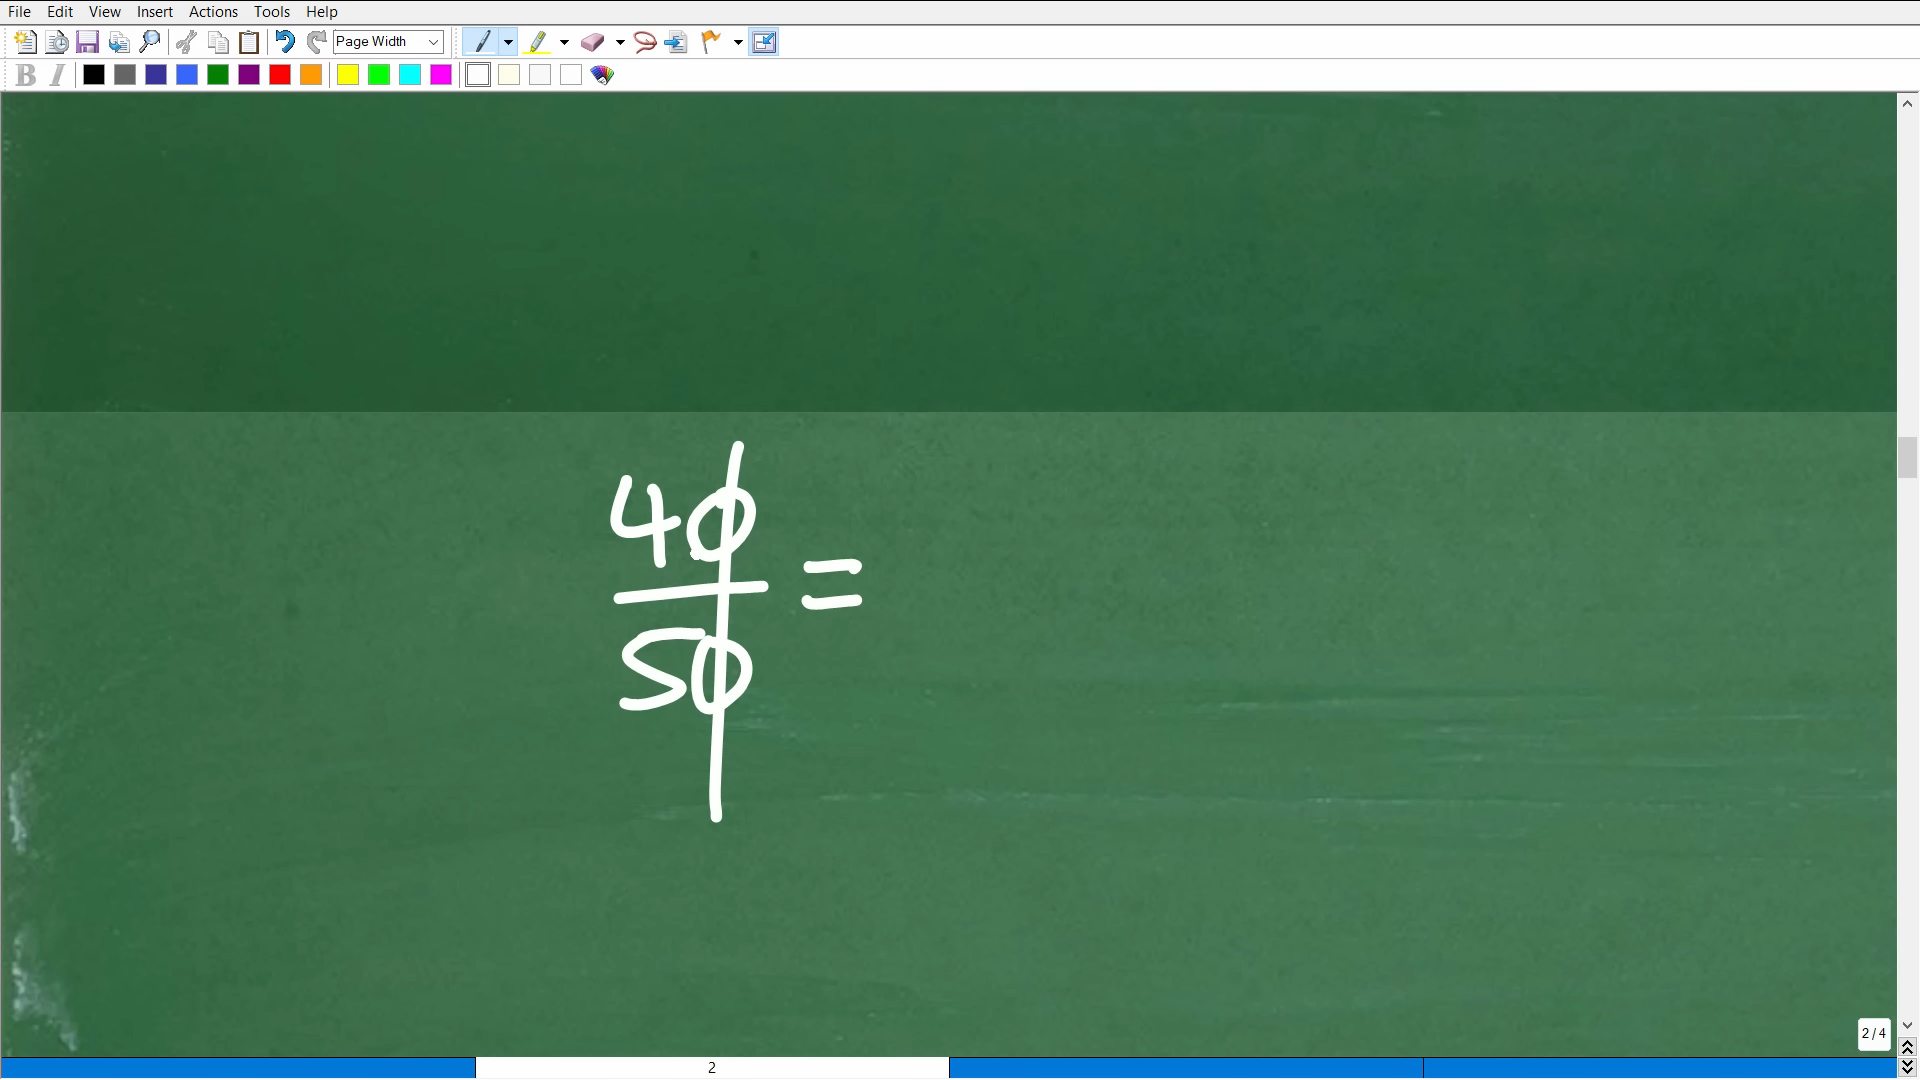 File Edit View Insert Actions Tools Help
Page Width
B I
40
50
=
2 / 4
2